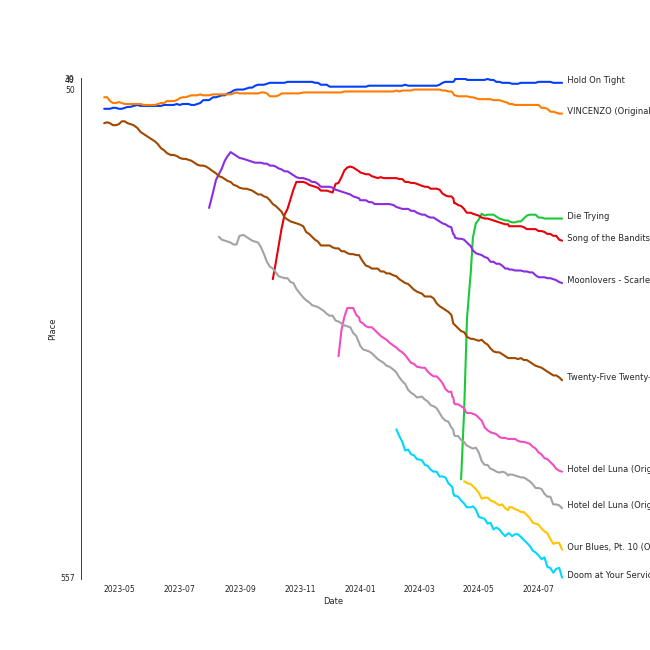 50
557
Place
2023-05
2023-07
2023-09
2023-11
2024-01
2024-03
2024-05
2024-07
Date
Hold On Tight
VINCENZO (Original
Die Trying
Song of the Bandits
Moonlovers - Scarle
Twenty-Five Twenty-
Hotel del Luna (Orig
Hotel del Luna (Orig
Our Blues, Pt. 10 (O
Doom at Your Servic